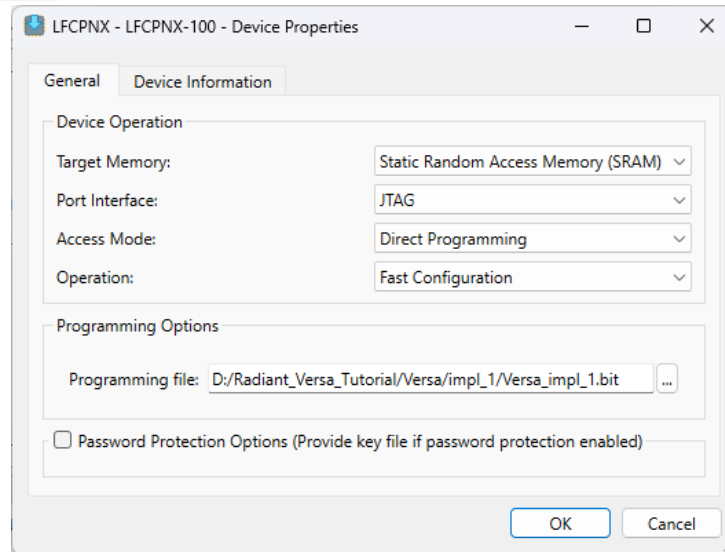 LFCPNX - LFCPNX-100 - Device Properties
General Device Information
Device Operation
Target Memory: Static Random Access Memory (SRAM)
Port Interface: JTAG
Access Mode: Direct Programming
Operation: Fast Configuration
Programming Options
Programming file: D:/Radiant_Versa_Tutorial/Versa/impl_1/Versa_impl_1.bit ...
Password Protection Options (Provide key file if password protection enabled)
OK Cancel